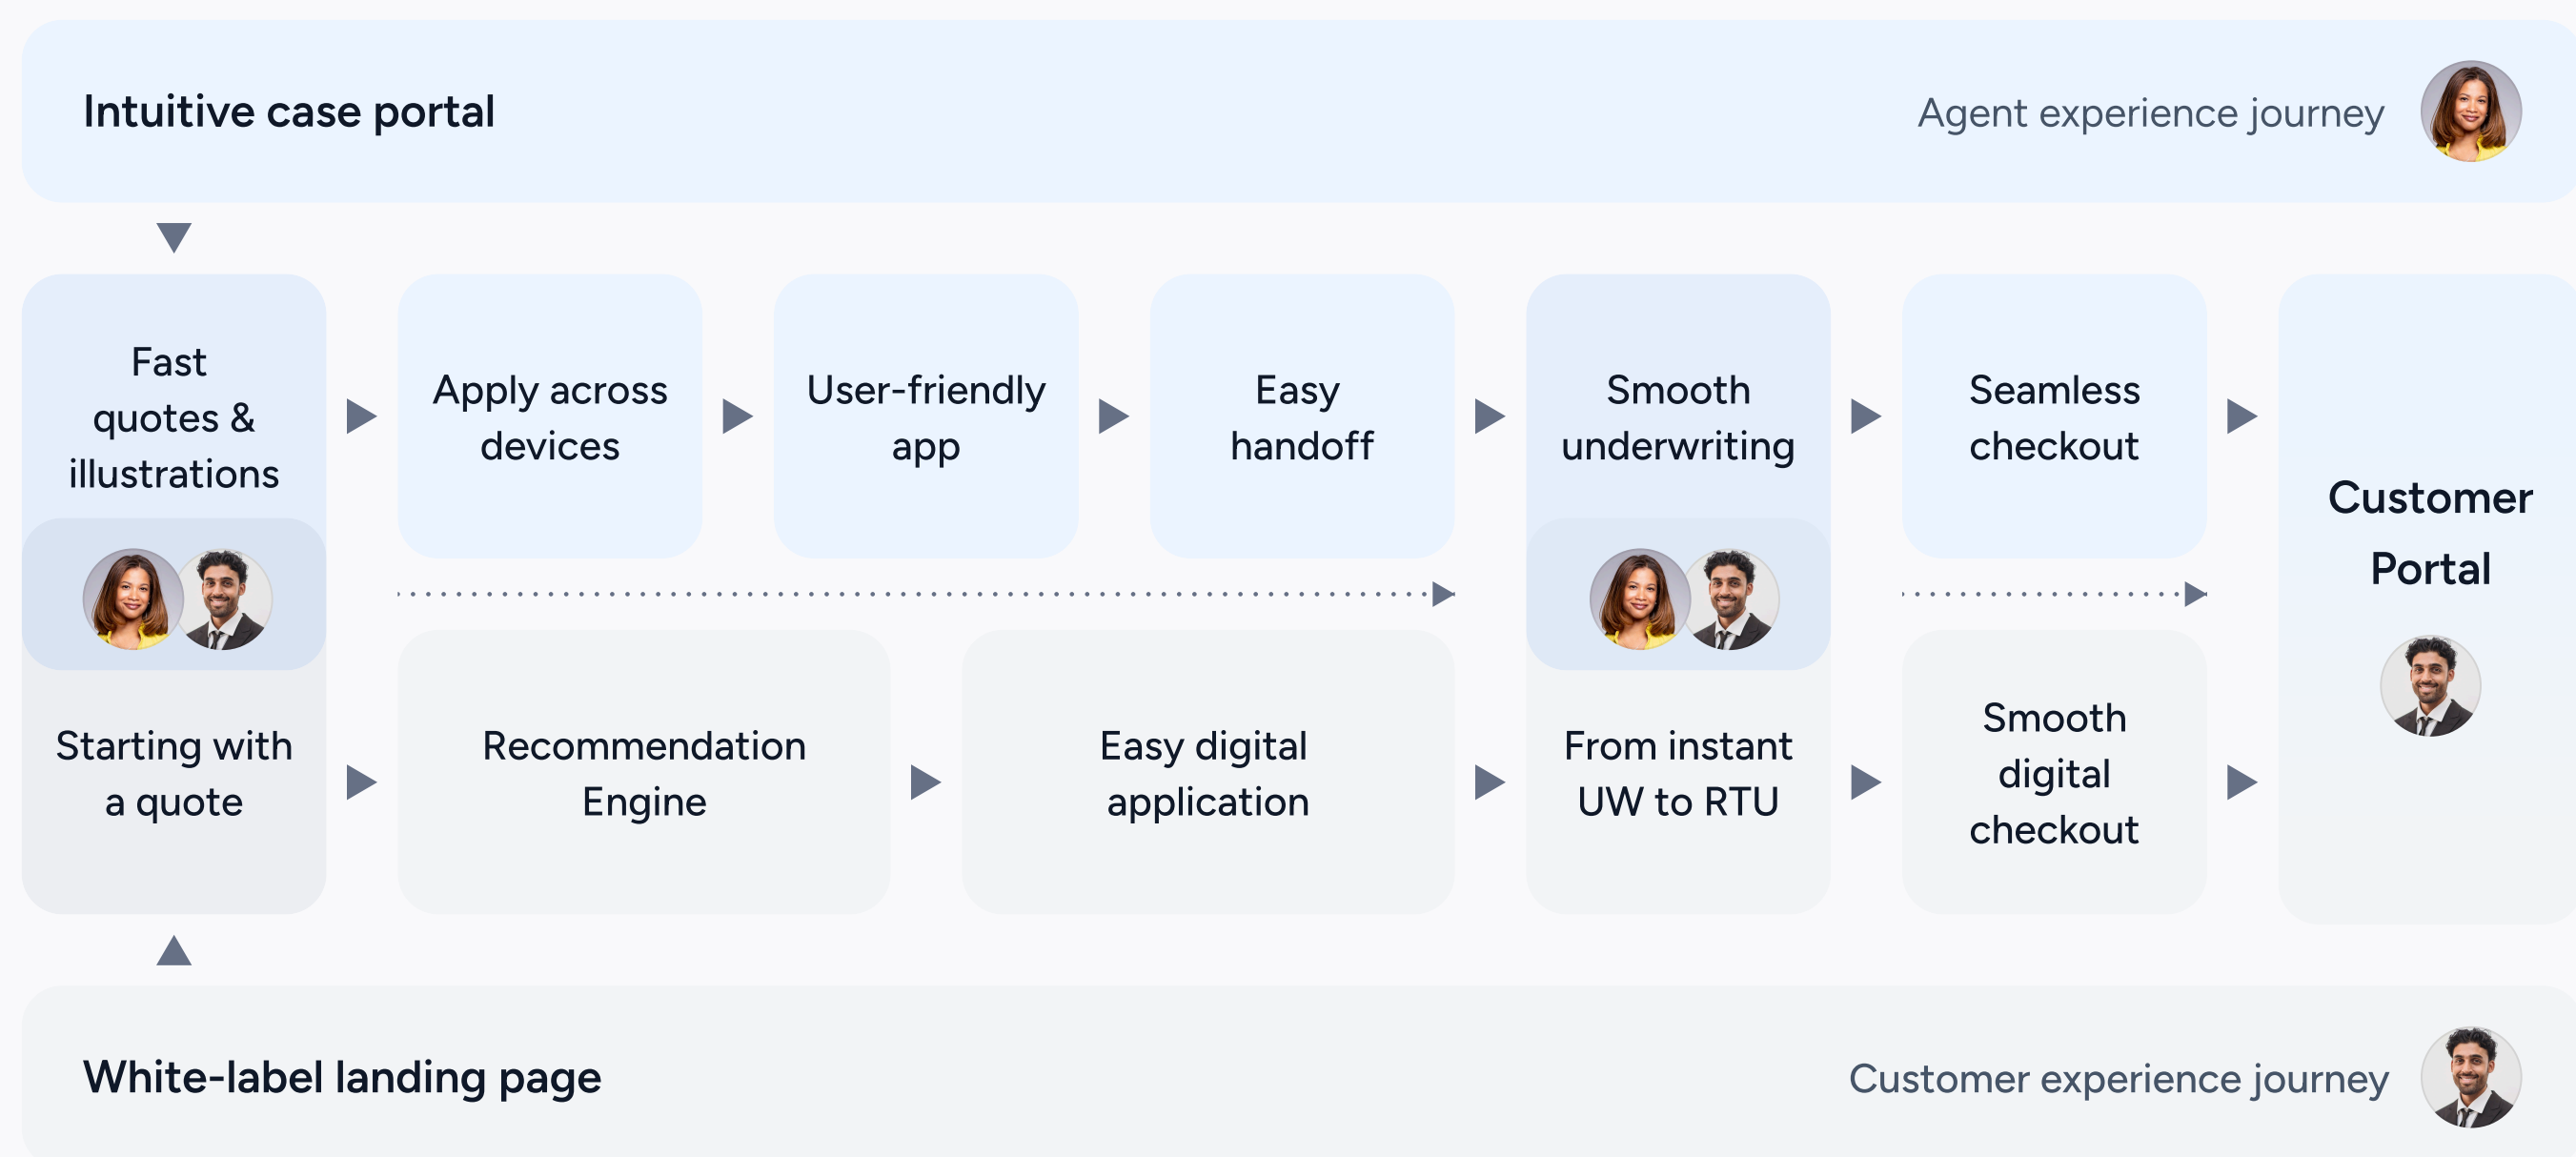 Intuitive case portal
Agent experience journey
Fast
quotes &
illustrations
Apply across
devices
User-friendly
app
Easy
handoff
Smooth
underwriting
Seamless
checkout
Customer
Portal
Starting with
a quote
Recommendation
Engine
Easy digital
application
From instant
UW to RTU
Smooth
digital
checkout
White-label landing page
Customer experience journey